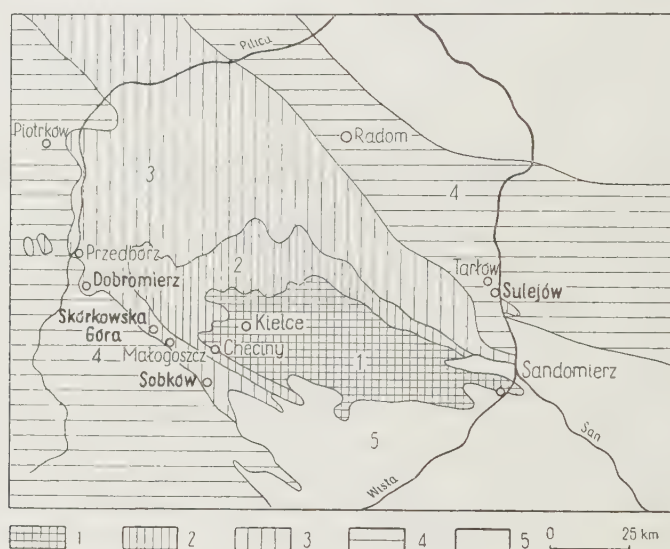 Pilica
Piotrków
Radom
3
4
Przedbórz
Tarłów
Dobromierz
2
Sulejów
Skorkowska
Góra
Kielce
4
Małogoszcz
Chęciny
1
Sandomierz
Sobków
5
San
Wisła
1 2 3 4 5 0 25 km